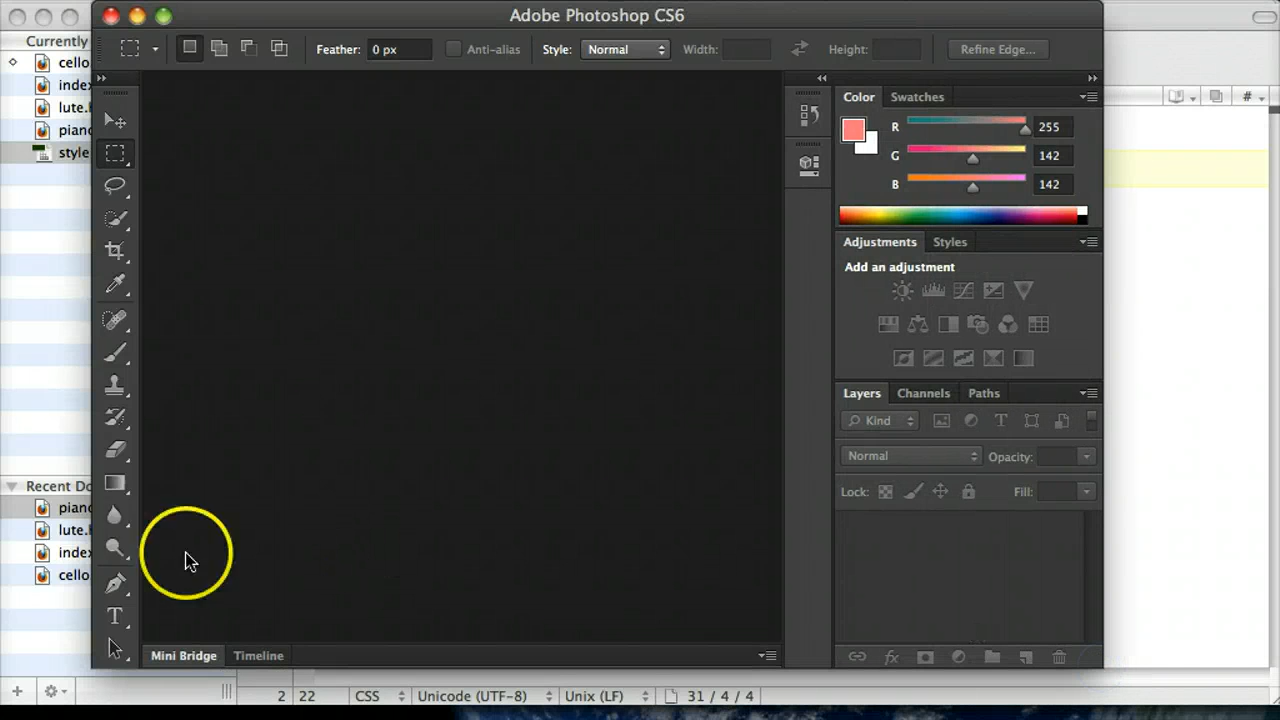 Adobe Photoshop CS6
Currently
Feather: 0 px Anti-alias Style: Normal Width: Height: Refine Edge...
cello
index
lute.h
piano
style
Color Swatches
R 255
G 142
B 142
Adjustments Styles
Add an adjustment
Layers Channels Paths
Kind
Normal Opacity:
Lock: Fill:
Recent Do
piano
lute.h
index
cello
T
Mini Bridge Timeline
fx
2 22 CSS Unicode (UTF-8) Unix (LF) 31 / 4 / 4
#